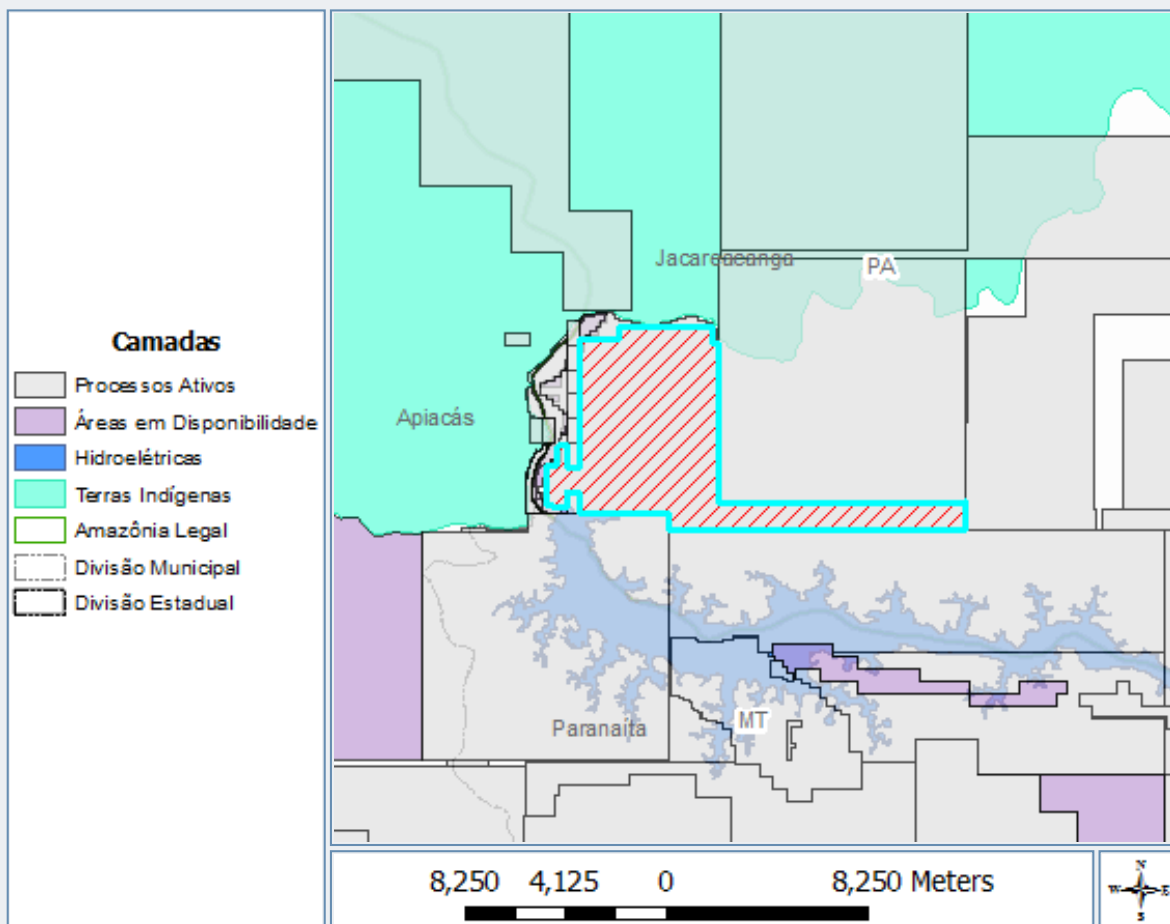 Camadas
Processos Ativos
Áreas em Disponibilidade
Hidroelétricas
Terras Indígenas
Amazônia Legal
Divisão Municipal
Divisão Estadual
Jacareacanga
PA
Apiacás
Paranaíta
MT
8,250 4,125 0 8,250 Meters
N
W E
S